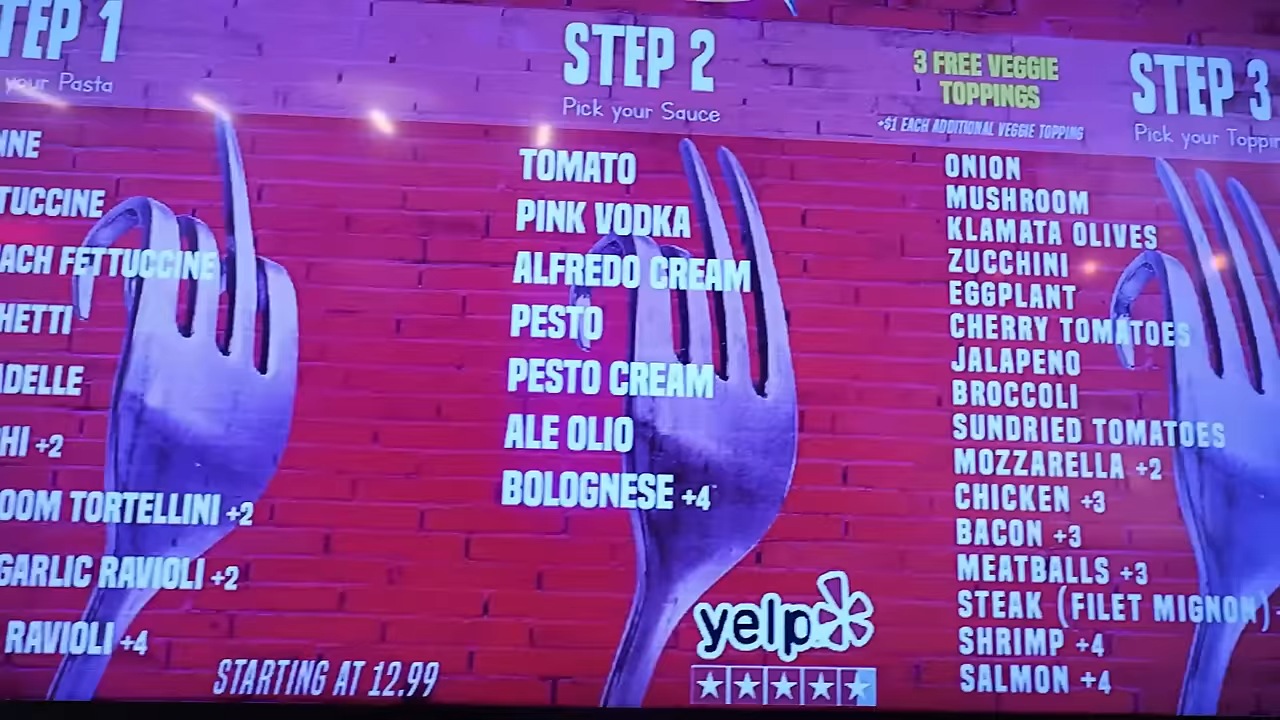 TEP 1
your Pasta
NNE
TUCCINE
ACH FETTUCCINE
HETTI
ADELLE
HI +2
OOM TORTELLINI +2
GARLIC RAVIOLI +2
RAVIOLI +4
STARTING AT 12.99
STEP 2
Pick your Sauce
TOMATO
PINK VODKA
ALFREDO CREAM
PESTO
PESTO CREAM
ALE OLIO
BOLOGNESE +4
yelp
3 FREE VEGGIE
TOPPINGS
+$1 EACH ADDITIONAL VEGGIE TOPPING
STEP 3
Pick your Toppin
ONION
MUSHROOM
KLAMATA OLIVES
ZUCCHINI
EGGPLANT
CHERRY TOMATOES
JALAPENO
BROCCOLI
SUNDRIED TOMATOES
MOZZARELLA +2
CHICKEN +3
BACON +3
MEATBALLS +3
STEAK (FILET MIGNON)
SHRIMP +4
SALMON +4